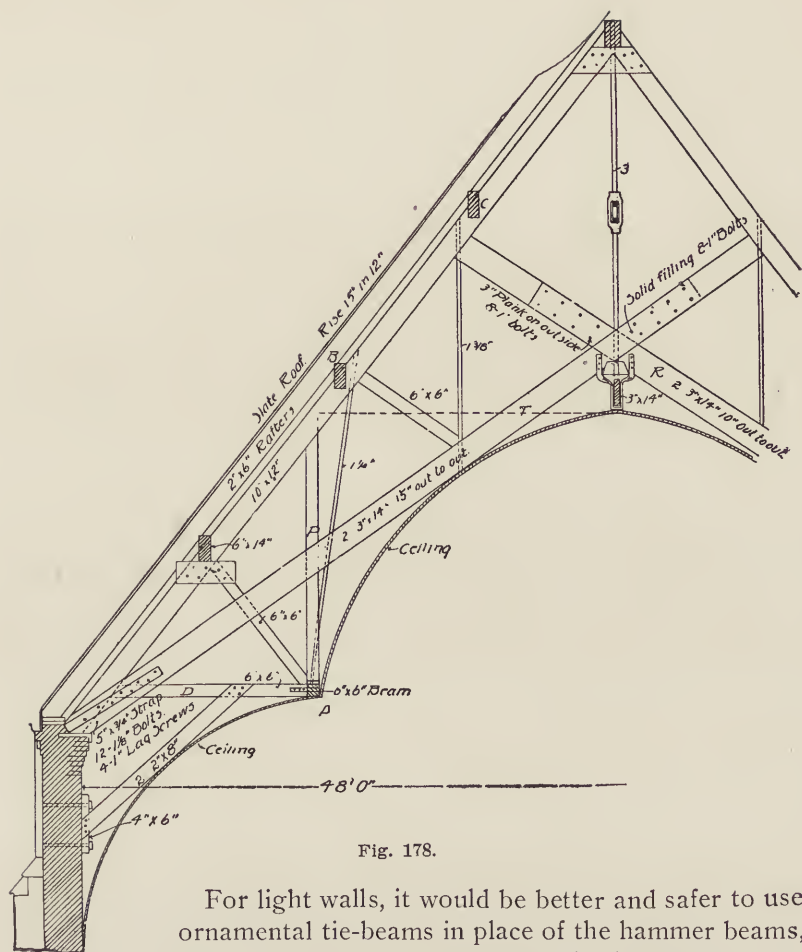 3
C
Solid filling 8-1" Bolts
3" Plank on outside
8-1" bolts
R
2 3"x14" 10" out to out
3"x14"
Slate Roof. Rise 15" in 12"
B
1 3/8"
6"x6"
T
2"x6" Rafters
10"x12"
1 1/8"
2 3"x14" 15" out to out
P
Ceiling
6"x14"
6"x6"
6"x6"
D
6"x6" Beam
A
5"x3/4" Strap
12-1 1/8" Bolts.
4-1" Lag Screws
Ceiling
2 2"x8"
48'0"
4"x6"
Fig. 178.
For light walls, it would be better and safer to use
ornamental tie-beams in place of the hammer beams,